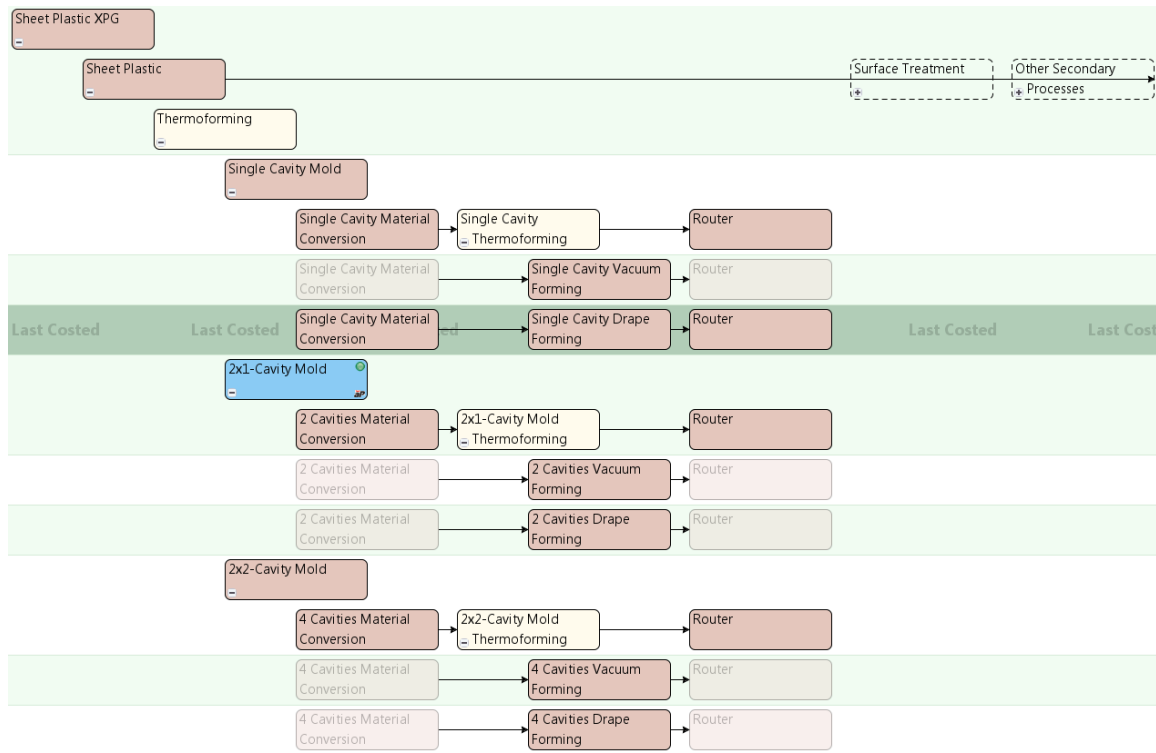 Sheet Plastic XPG
Sheet Plastic
Surface Treatment
Other Secondary
Processes
Thermoforming
Single Cavity Mold
Single Cavity Material
Conversion
Single Cavity
Thermoforming
Router
Single Cavity Material
Conversion
Single Cavity Vacuum
Forming
Router
Last Costed
Last Costed
Single Cavity Material
Conversion
ed
Single Cavity Drape
Forming
Router
Last Costed
Last Cost
2x1-Cavity Mold
2 Cavities Material
Conversion
2x1-Cavity Mold
Thermoforming
Router
2 Cavities Material
Conversion
2 Cavities Vacuum
Forming
Router
2 Cavities Material
Conversion
2 Cavities Drape
Forming
Router
2x2-Cavity Mold
4 Cavities Material
Conversion
2x2-Cavity Mold
Thermoforming
Router
4 Cavities Material
Conversion
4 Cavities Vacuum
Forming
Router
4 Cavities Material
Conversion
4 Cavities Drape
Forming
Router